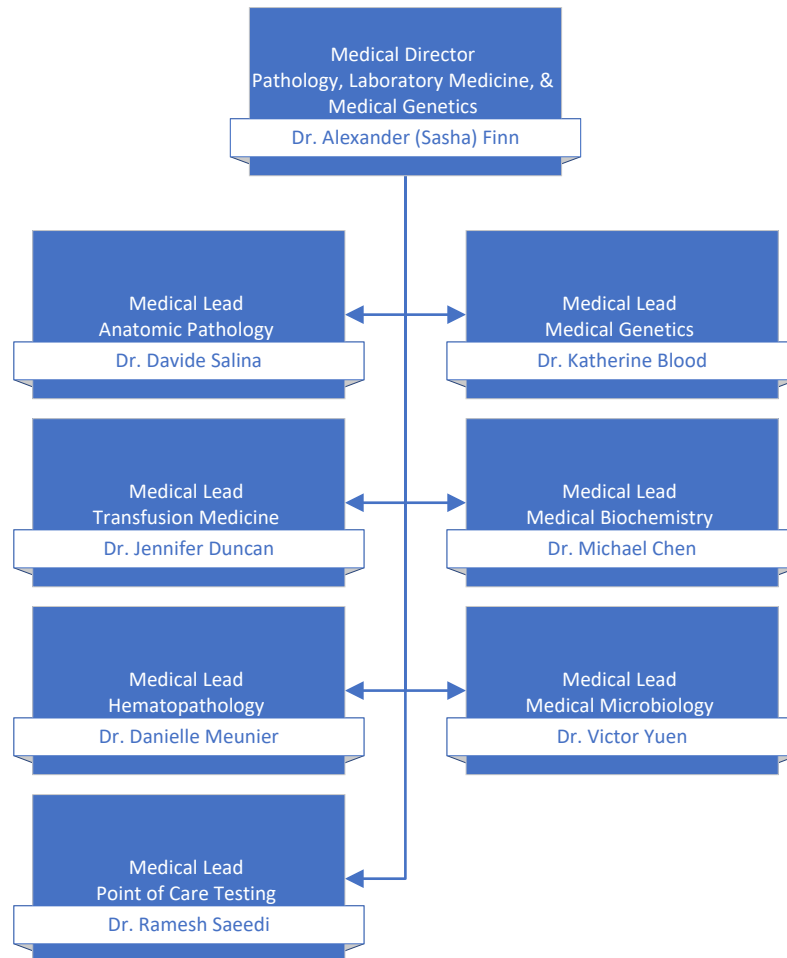 Medical Director
Pathology, Laboratory Medicine, &
Medical Genetics
Dr. Alexander (Sasha) Finn
Medical Lead
Anatomic Pathology
Dr. Davide Salina
Medical Lead
Medical Genetics
Dr. Katherine Blood
Medical Lead
Transfusion Medicine
Dr. Jennifer Duncan
Medical Lead
Medical Biochemistry
Dr. Michael Chen
Medical Lead
Hematopathology
Dr. Danielle Meunier
Medical Lead
Medical Microbiology
Dr. Victor Yuen
Medical Lead
Point of Care Testing
Dr. Ramesh Saeedi